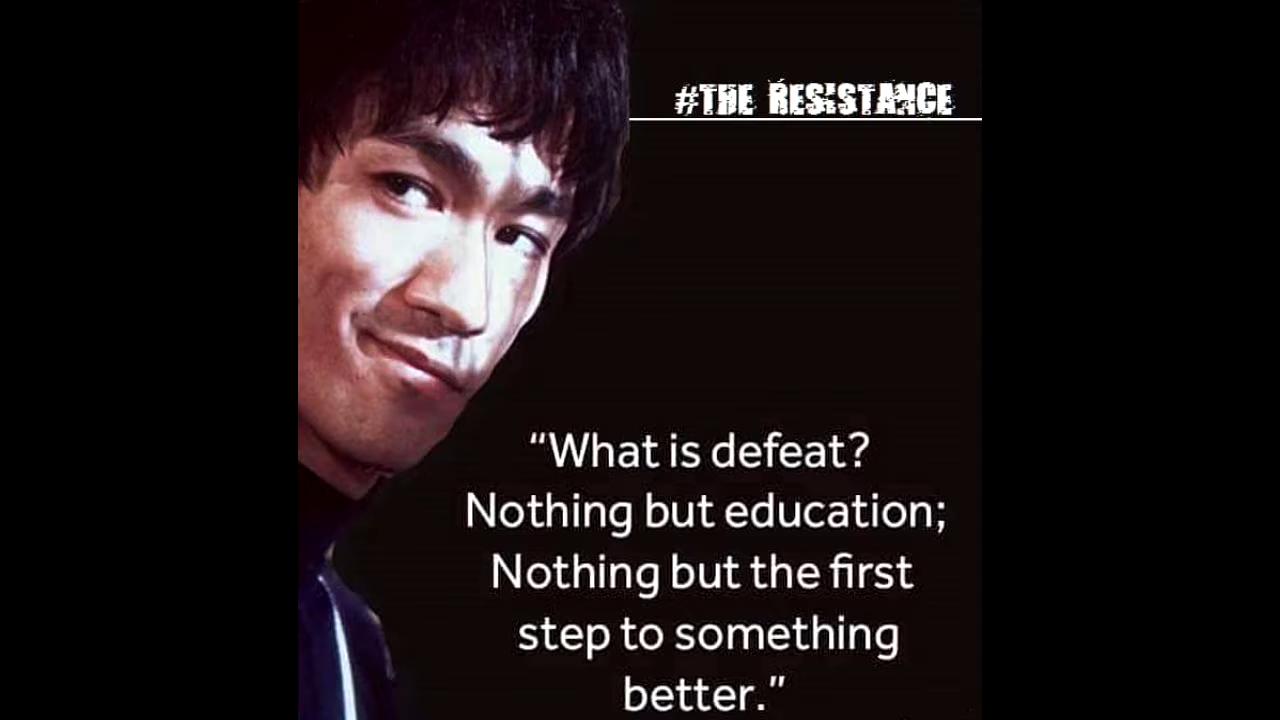 #THE RESISTANCE
“What is defeat?
Nothing but education;
Nothing but the first
step to something
better.”